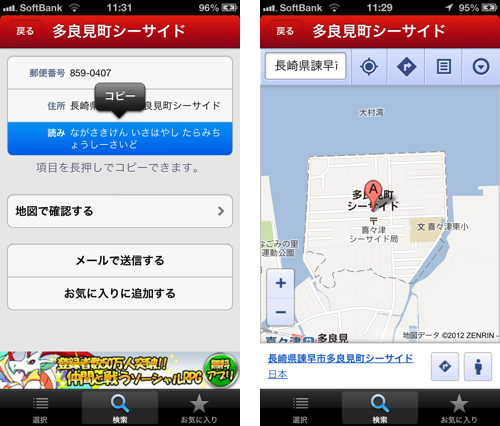 SoftBank 11:31 96%
戻る 多良見町シーサイド
郵便番号 859-0407
コピー
住所 長崎県 良見町シーサイド
読み ながさきけん いさはやし たらみち
ょうしーさいど
項目を長押しでコピーできます。
地図で確認する
メールで送信する
お気に入りに追加する
登録者数50万人突破!!
仲間と戦うソーシャルRPG
無料
アプリ
選択 検索 お気に入り
SoftBank 11:29 95%
戻る 多良見町シーサイド
長崎県諫早市
大村湾
A
多良見町
シーサイド
喜々津
シーサイド局
文 喜々津東小
なごみの里
喜々津
多良見
地図データ ©2012 ZENRIN -
長崎県諫早市多良見町シーサイド
日本
選択 検索 お気に入り